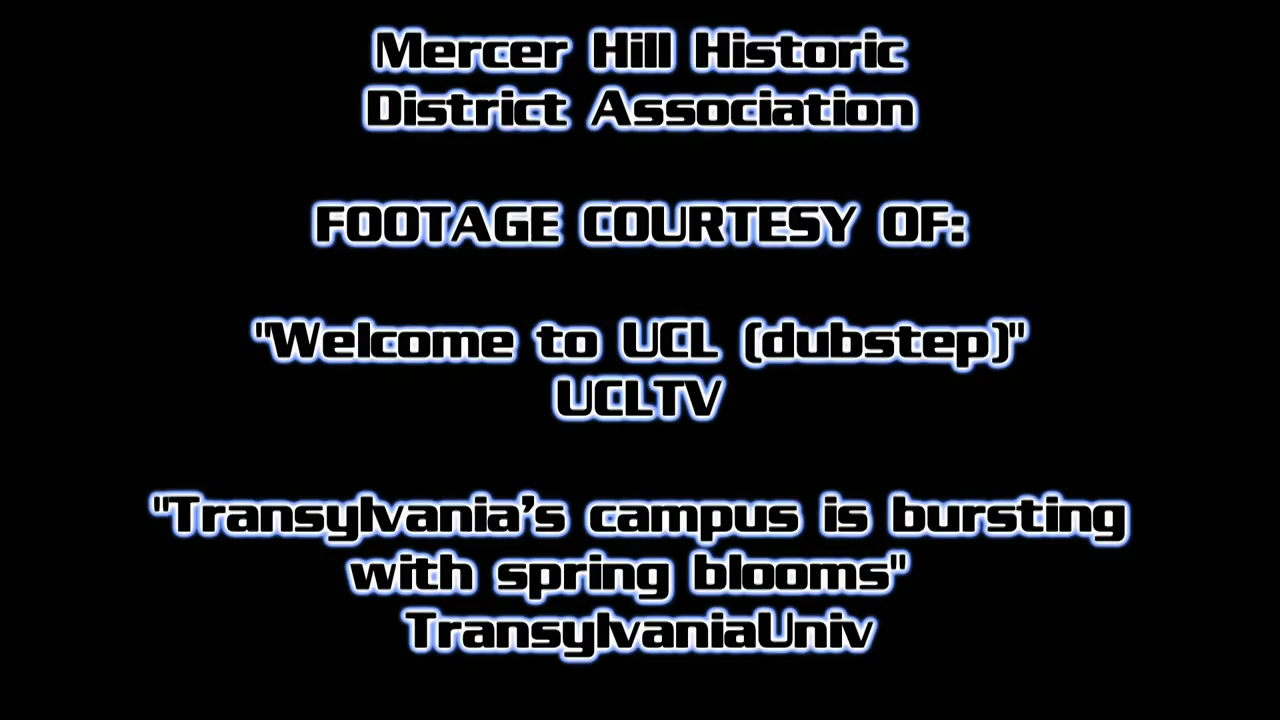 Mercer Hill Historic
District Association
FOOTAGE COURTESY OF:
"Welcome to UCL (dubstep)"
UCLTV
"Transylvania's campus is bursting
with spring blooms"
TransylvaniaUniv